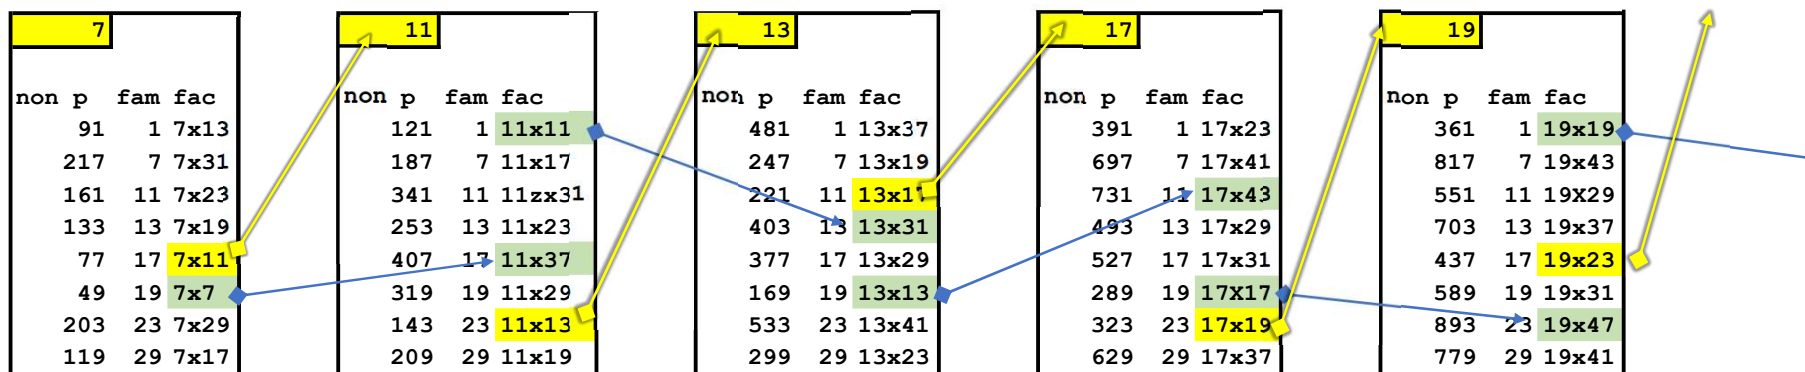 7 11 13 17 19
non p fam fac non p fam fac non p fam fac non p fam fac non p fam fac
91 1 7x13 121 1 11x11 481 1 13x37 391 1 17x23 361 1 19x19
217 7 7x31 187 7 11x17 247 7 13x19 697 7 17x41 817 7 19x43
161 11 7x23 341 11 11zx31 221 11 13x17 731 11 17x43 551 11 19X29
133 13 7x19 253 13 11x23 403 13 13x31 493 13 17x29 703 13 19x37
77 17 7x11 407 17 11x37 377 17 13x29 527 17 17x31 437 17 19x23
49 19 7x7 319 19 11x29 169 19 13x13 289 19 17X17 589 19 19x31
203 23 7x29 143 23 11x13 533 23 13x41 323 23 17x19 893 23 19x47
119 29 7x17 209 29 11x19 299 29 13x23 629 29 17x37 779 29 19x41